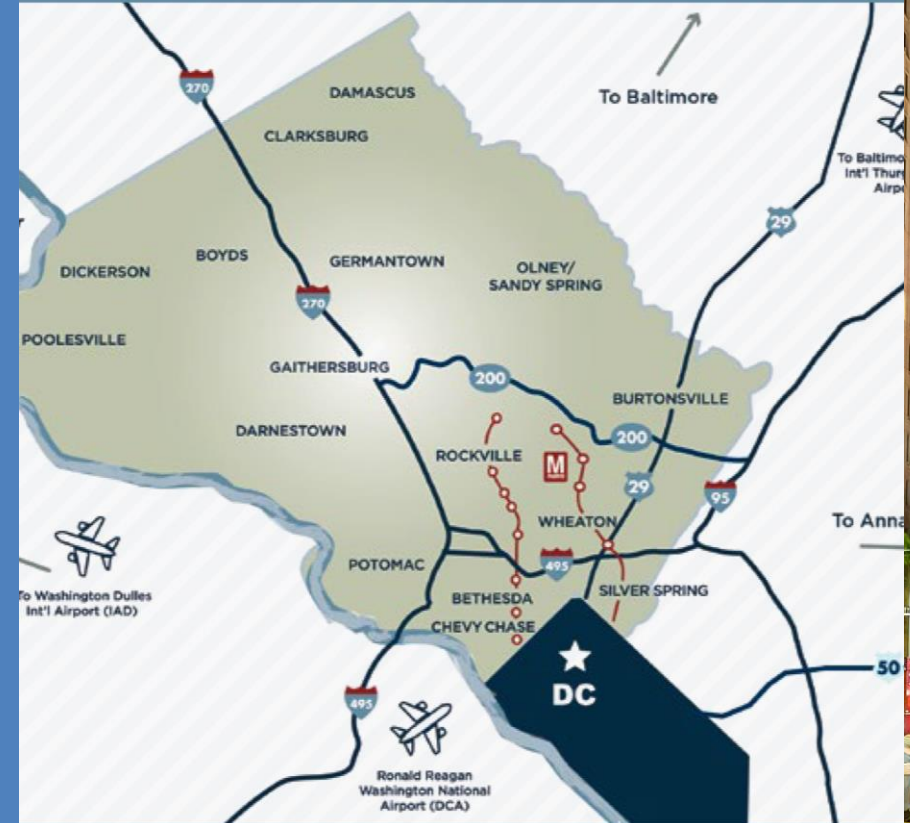 270
DAMASCUS
To Baltimore
CLARKSBURG
To Baltimo
Int'l Thur
Airp
29
BOYDS
GERMANTOWN
DICKERSON
OLNEY/
SANDY SPRING
270
POOLESVILLE
GAITHERSBURG
200
BURTONSVILLE
DARNESTOWN
200
ROCKVILLE
M
29
95
WHEATON
To Anna
POTOMAC
495
To Washington Dulles
Int'l Airport (IAD)
BETHESDA
SILVER SPRING
CHEVY CHASE
DC
50
495
Ronald Reagan
Washington National
Airport (DCA)